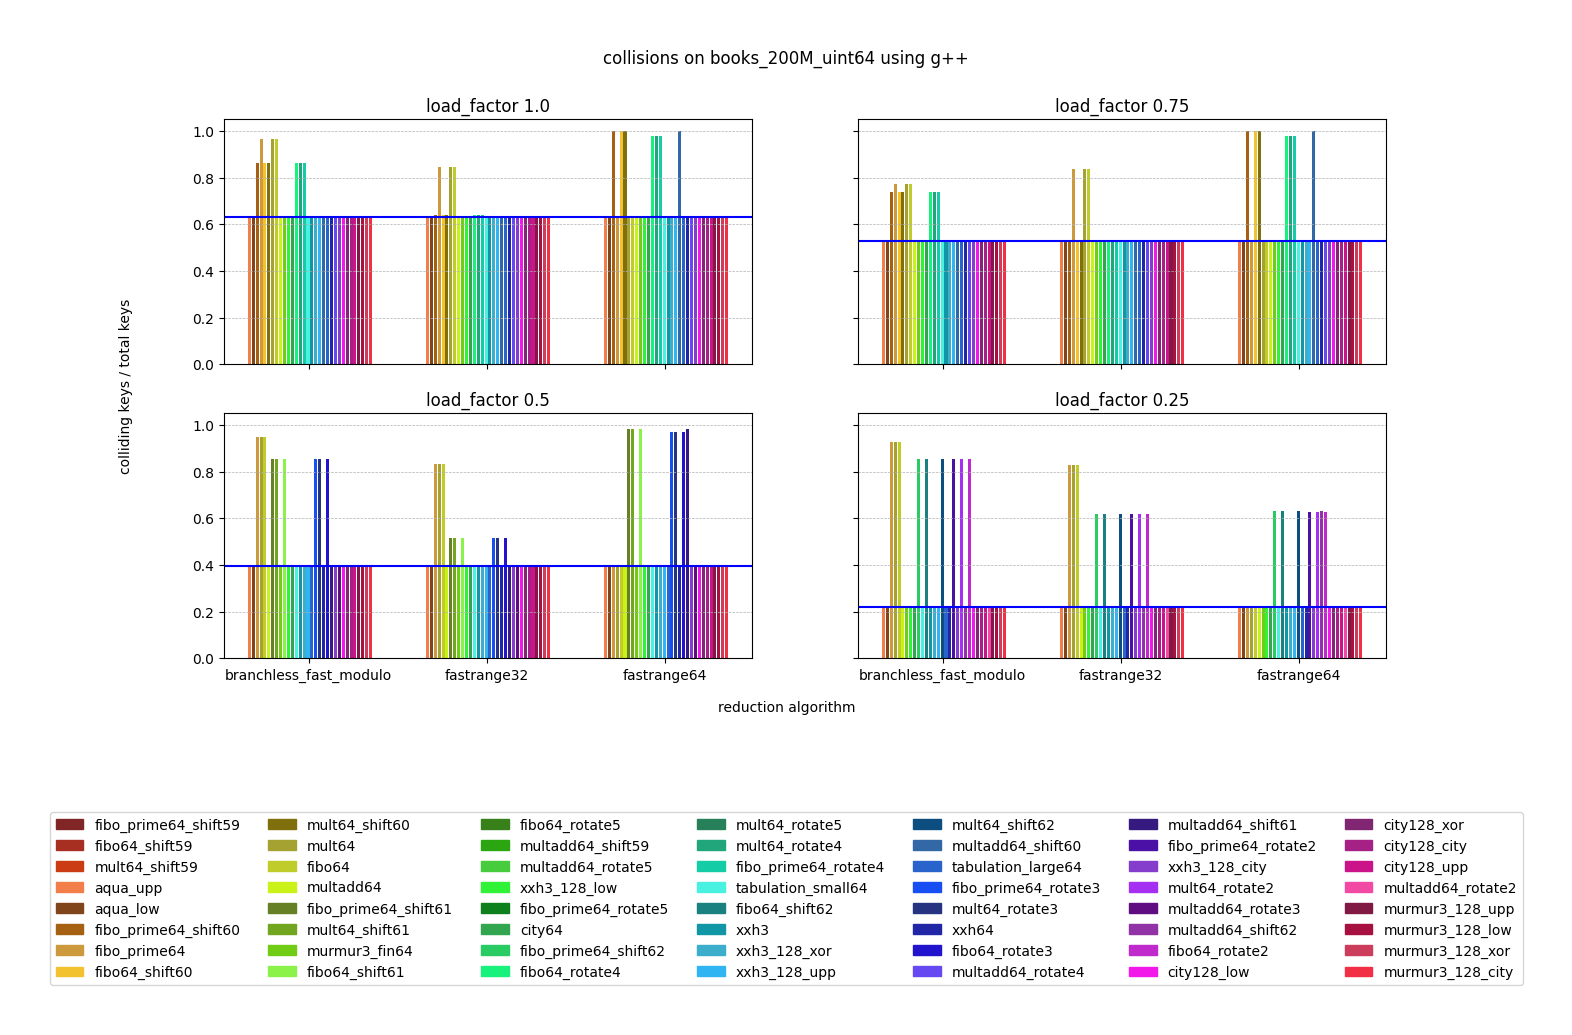 collisions on books_200M_uint64 using g++
load_factor 1.0
load_factor 0.75
1.0
0.8
0.6
0.4
0.2
0.0
load_factor 0.5
load_factor 0.25
1.0
0.8
0.6
0.4
0.2
0.0
colliding keys / total keys
branchless_fast_modulo fastrange32 fastrange64
branchless_fast_modulo fastrange32 fastrange64
reduction algorithm
fibo_prime64_shift59
fibo64_shift59
mult64_shift59
aqua_upp
aqua_low
fibo_prime64_shift60
fibo_prime64
fibo64_shift60
mult64_shift60
mult64
fibo64
multadd64
fibo_prime64_shift61
mult64_shift61
murmur3_fin64
fibo64_shift61
fibo64_rotate5
multadd64_shift59
multadd64_rotate5
xxh3_128_low
fibo_prime64_rotate5
city64
fibo_prime64_shift62
fibo64_rotate4
mult64_rotate5
mult64_rotate4
fibo_prime64_rotate4
tabulation_small64
fibo64_shift62
xxh3
xxh3_128_xor
xxh3_128_upp
mult64_shift62
multadd64_shift60
tabulation_large64
fibo_prime64_rotate3
mult64_rotate3
xxh64
fibo64_rotate3
multadd64_rotate4
multadd64_shift61
fibo_prime64_rotate2
xxh3_128_city
mult64_rotate2
multadd64_rotate3
multadd64_shift62
fibo64_rotate2
city128_low
city128_xor
city128_city
city128_upp
multadd64_rotate2
murmur3_128_upp
murmur3_128_low
murmur3_128_xor
murmur3_128_city